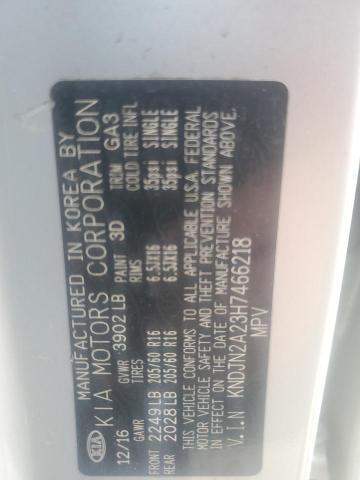 MANUFACTURED IN KOREA BY
KIA KIA MOTORS CORPORATION
12/16 GVWR 3902 LB PAINT 3D TRIM GA3
GAWR TIRES RIMS COLD TIRE INFL
FRONT 2249 LB 205/60 R16 6.5JX16 35psi SINGLE
REAR 2028 LB 205/60 R16 6.5JX16 35psi SINGLE
THIS VEHICLE CONFORMS TO ALL APPLICABLE U.S.A. FEDERAL
MOTOR VEHICLE SAFETY AND THEFT PREVENTION STANDARDS
IN EFFECT ON THE DATE OF MANUFACTURE SHOWN ABOVE.
V.I.N KNDJN2A23H7466218
MPV